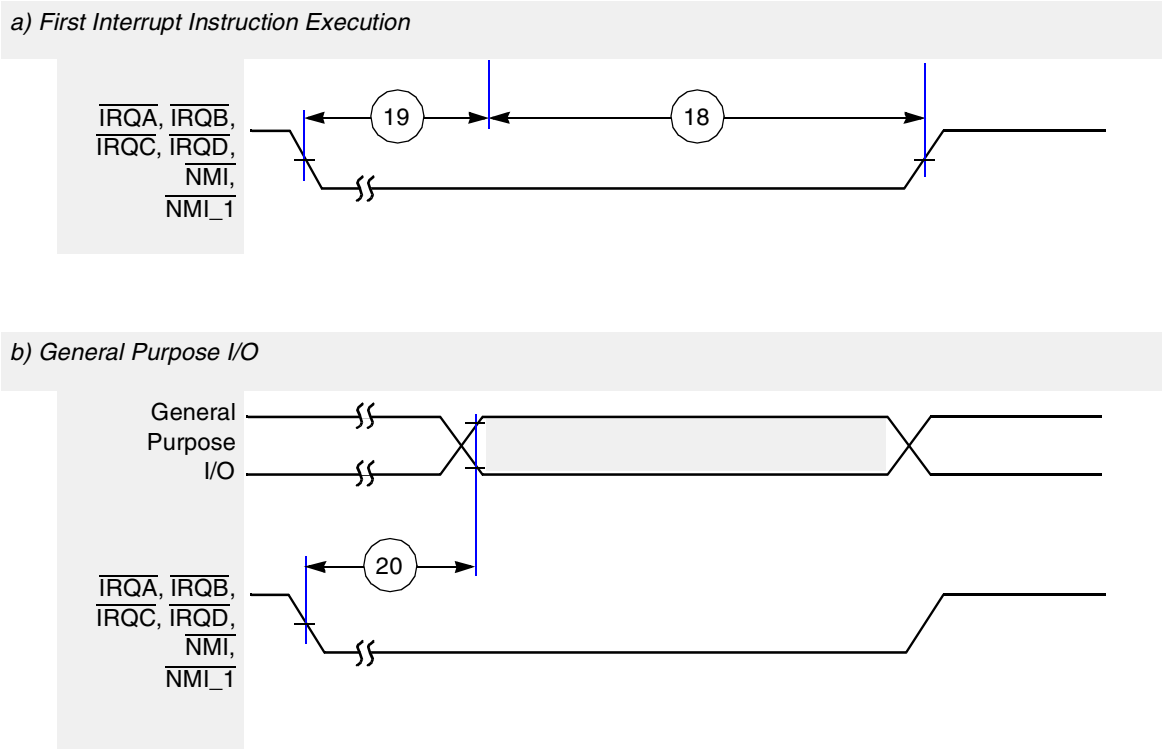 a) First Interrupt Instruction Execution
19
18
IRQA, IRQB,
IRQC, IRQD,
NMI,
NMI_1
b) General Purpose I/O
General
Purpose
I/O
20
IRQA, IRQB,
IRQC, IRQD,
NMI,
NMI_1